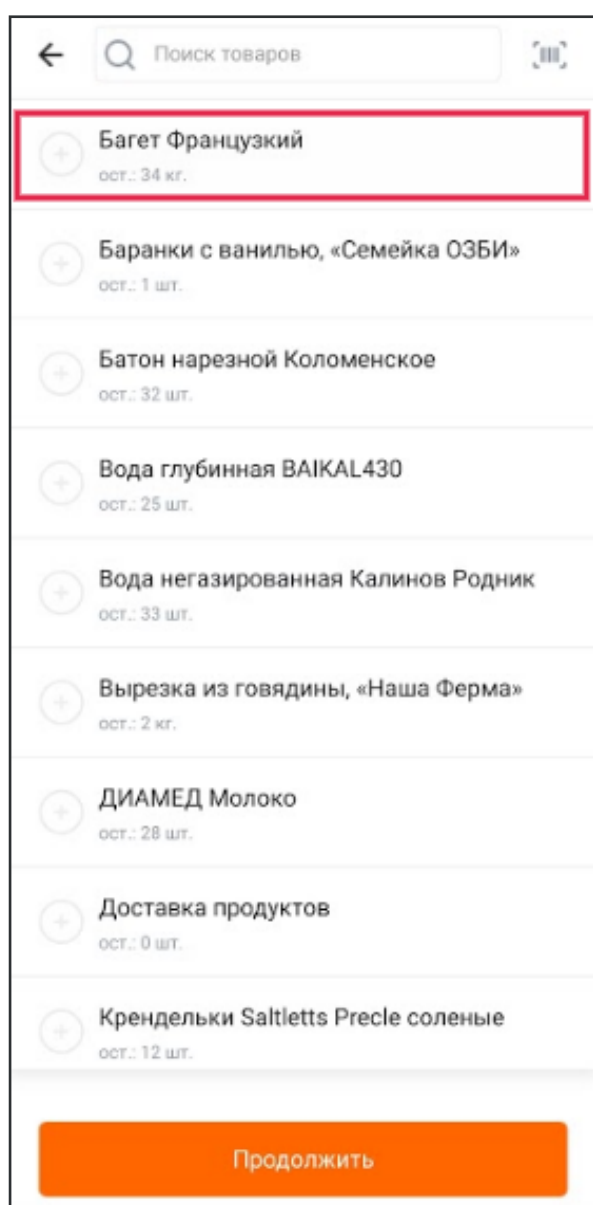 Поиск товаров
Багет Французкий
ост.: 34 кг.
Баранки с ванилью, «Семейка ОЗБИ»
ост.: 1 шт.
Батон нарезной Коломенское
ост.: 32 шт.
Вода глубинная BAIKAL430
ост.: 25 шт.
Вода негазированная Калинов Родник
ост.: 33 шт.
Вырезка из говядины, «Наша Ферма»
ост.: 2 кг.
ДИАМЕД Молоко
ост.: 28 шт.
Доставка продуктов
ост.: 0 шт.
Крендельки Saltletts Precle соленые
ост.: 12 шт.
Продолжить